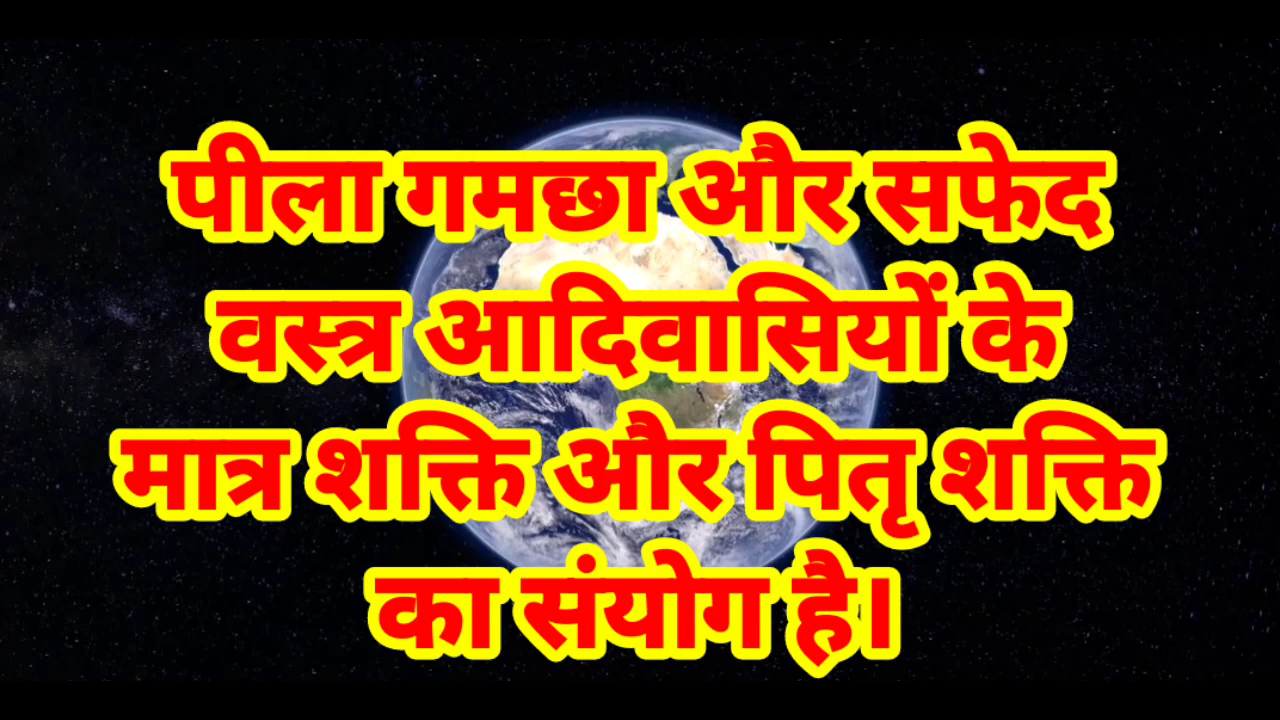 पीला गमछा और सफेद
वस्त्र आदिवासियों के
मात्र शक्ति और पितृ शक्ति
का संयोग है।